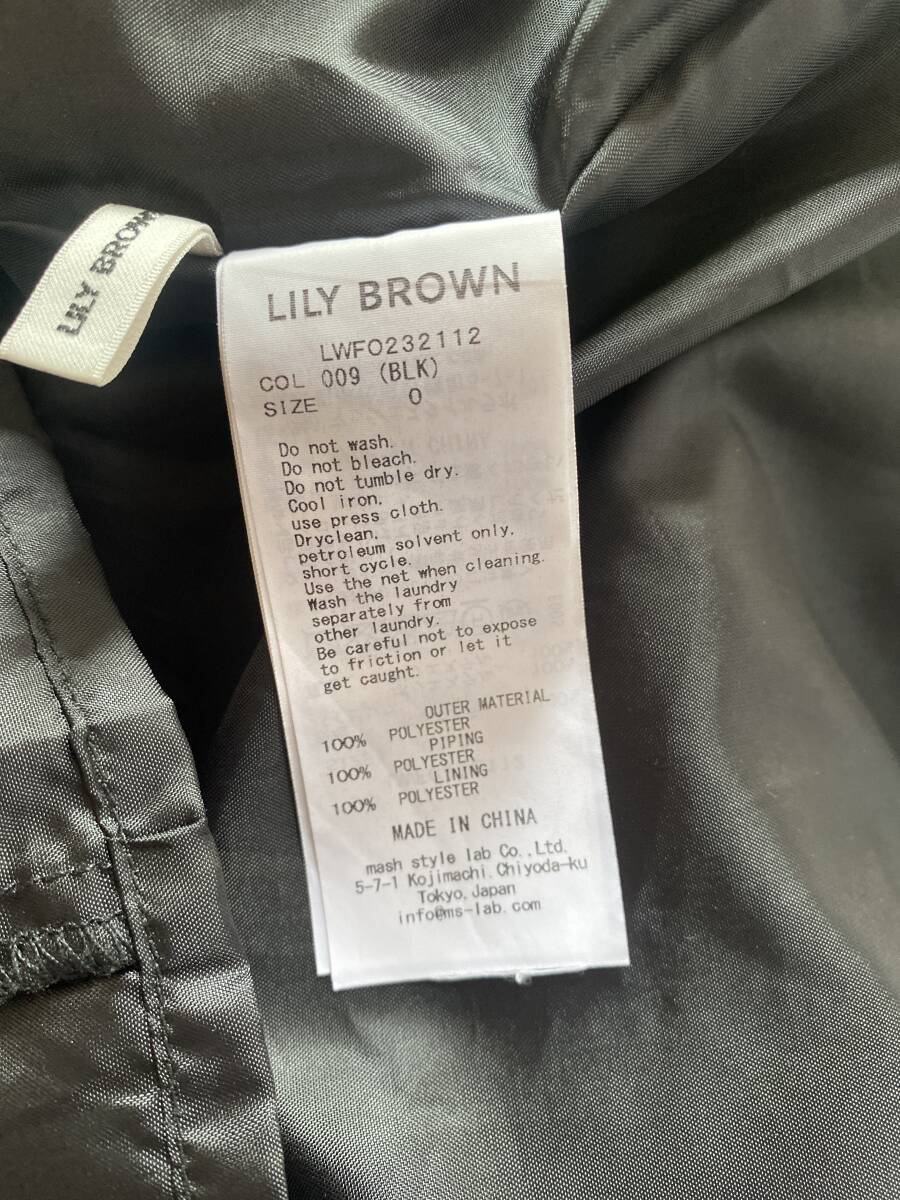 LILY BROWN
LILY BROWN
LWFO232112
COL 009 (BLK)
SIZE 0
Do not wash.
Do not bleach.
Do not tumble dry.
Cool iron.
use press cloth.
Dryclean.
petroleum solvent only.
short cycle.
Use the net when cleaning.
Wash the laundry
separately from
other laundry.
Be careful not to expose
to friction or let it
get caught.
OUTER MATERIAL
100% POLYESTER
PIPING
100% POLYESTER
LINING
100% POLYESTER
MADE IN CHINA
mash style lab Co.,Ltd.
5-7-1 Kojimachi,Chiyoda-ku
Tokyo,Japan
info@ms-lab.com